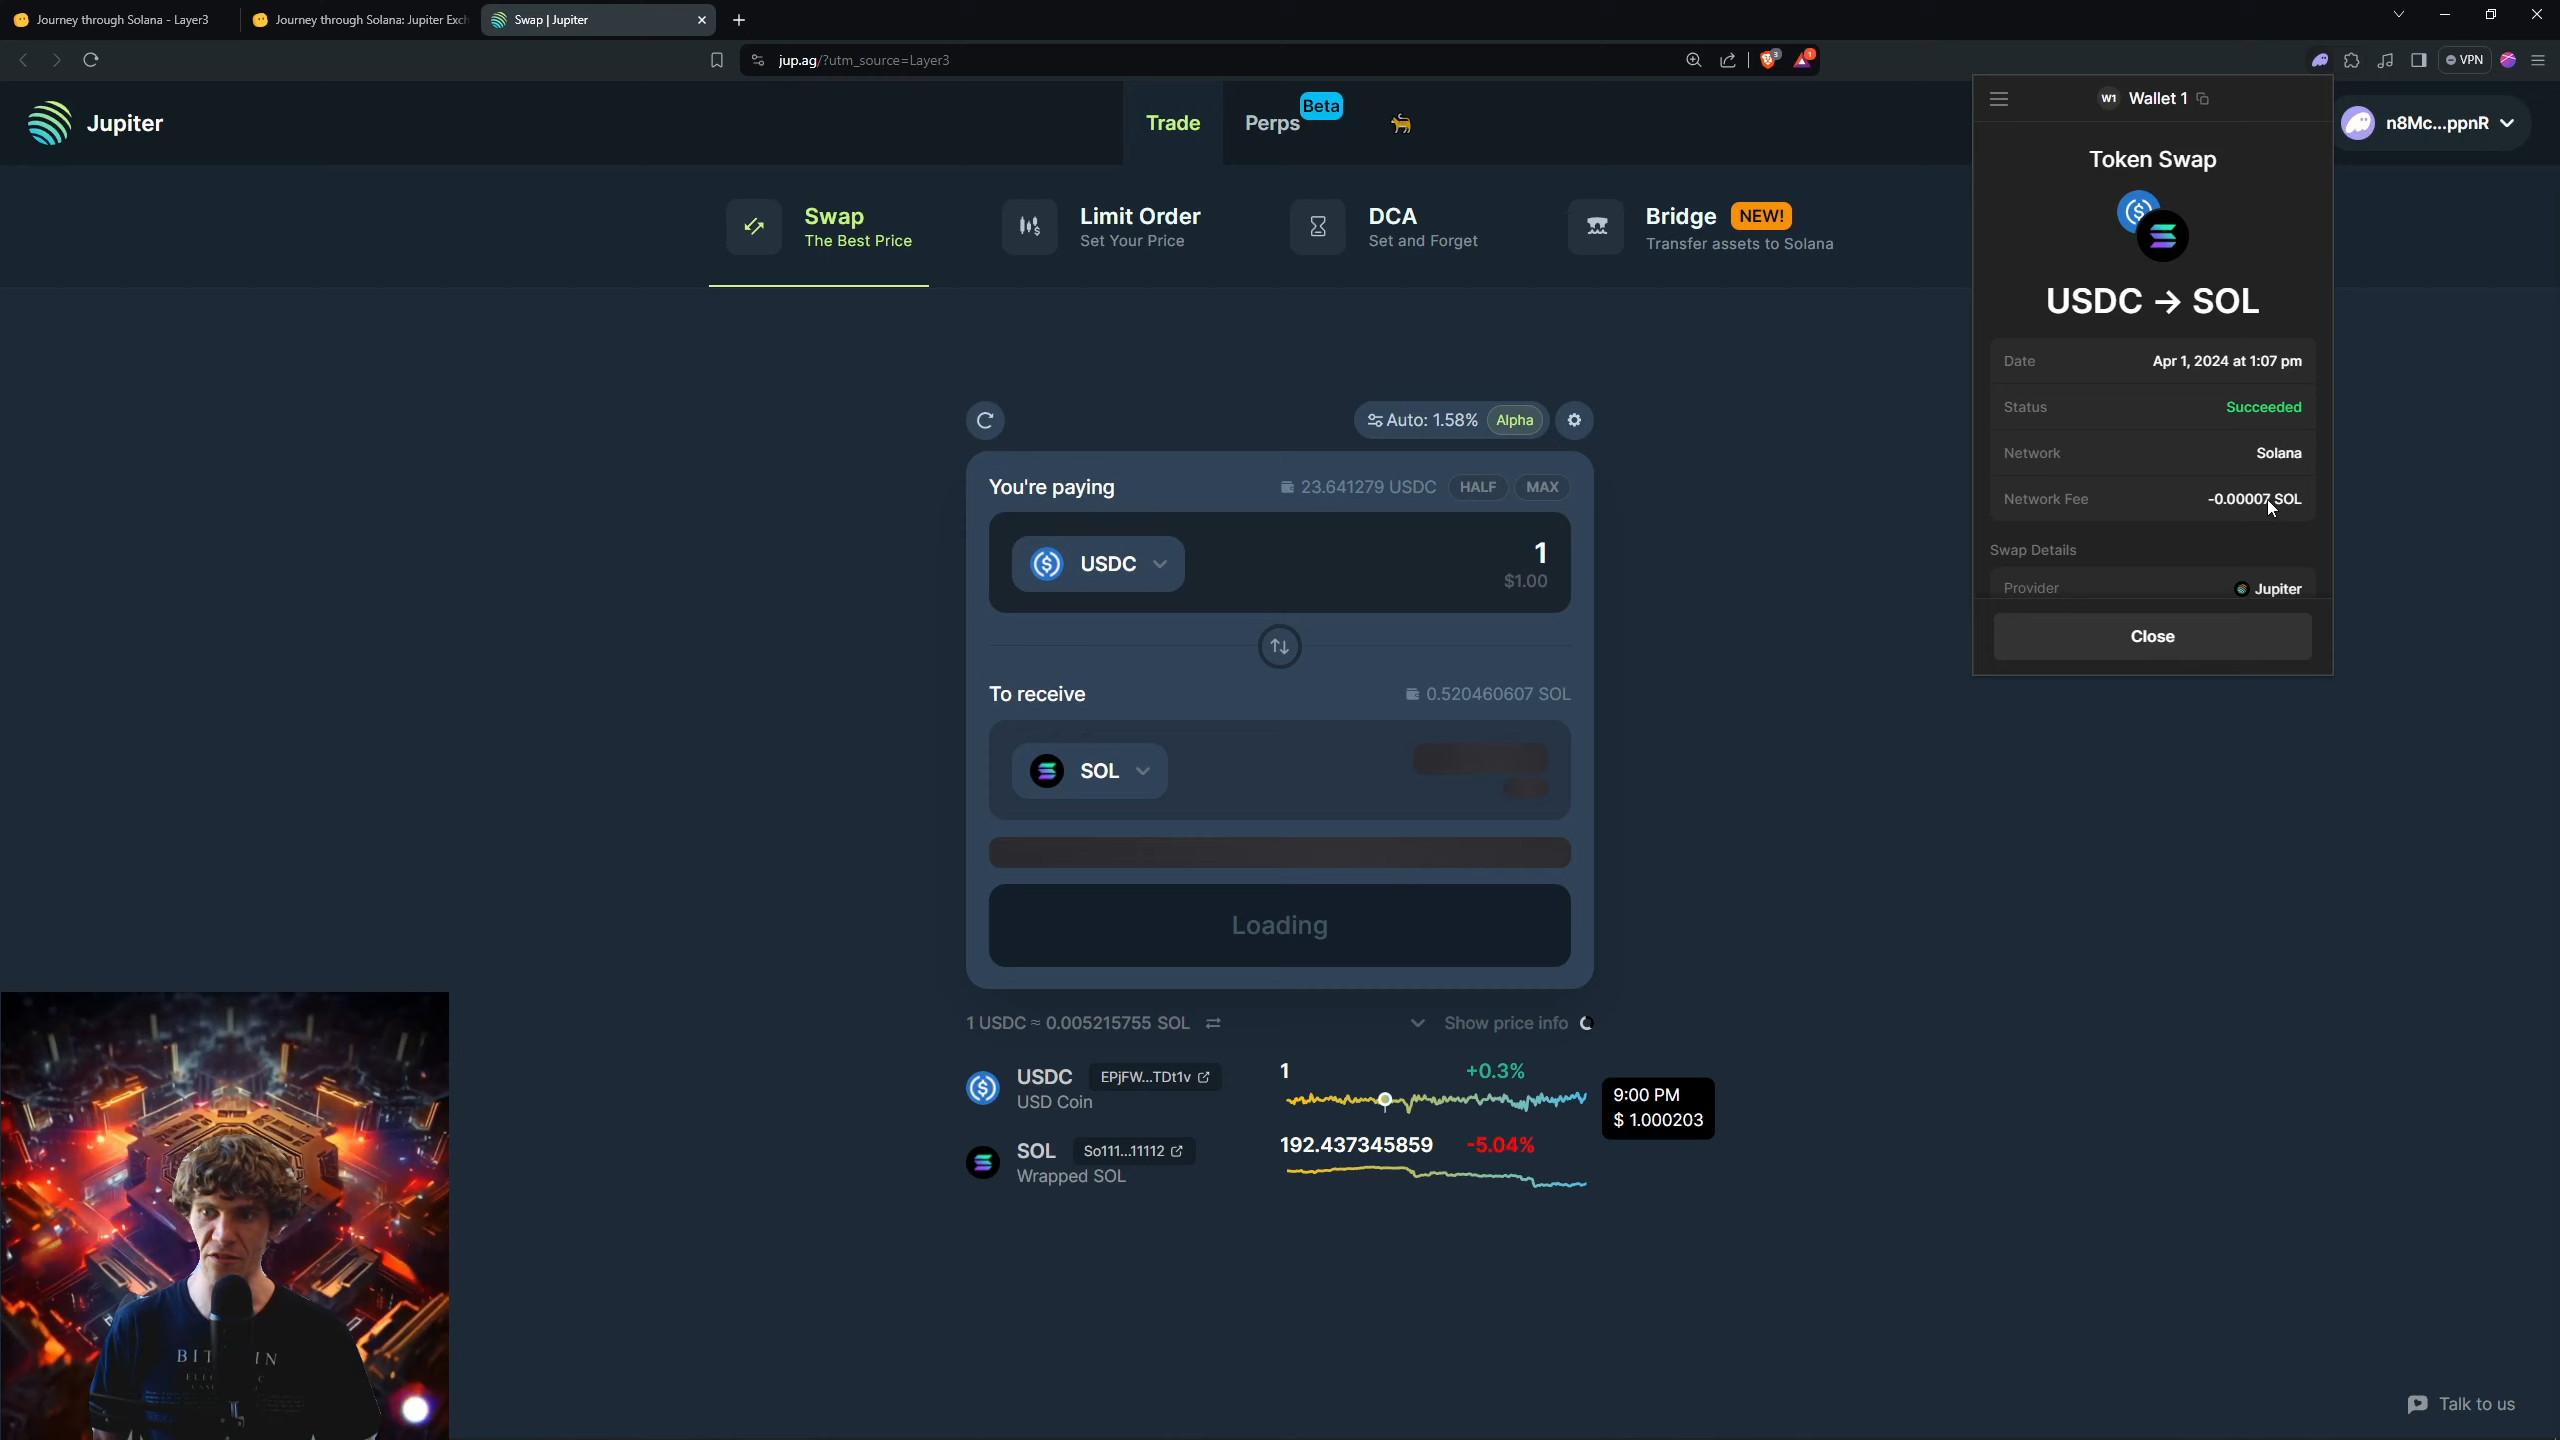 Journey through Solana - Layer3
Journey through Solana: Jupiter Exch
Swap | Jupiter
jup.ag/?utm_source=Layer3
3
1
VPN
Jupiter
Trade
Perps
Beta
n8Mc...ppnR
Swap
The Best Price
Limit Order
Set Your Price
DCA
Set and Forget
Bridge NEW!
Transfer assets to Solana
W1 Wallet 1
Token Swap
USDC → SOL
Date Apr 1, 2024 at 1:07 pm
Status Succeeded
Network Solana
Network Fee -0.00007 SOL
Swap Details
Provider Jupiter
Close
Auto: 1.58% Alpha
You're paying 23.641279 USDC HALF MAX
USDC 1
$1.00
To receive 0.520460607 SOL
SOL
Loading
1 USDC ≈ 0.005215755 SOL Show price info
USDC EPjFW...TDt1v 1 +0.3%
USD Coin
9:00 PM
$ 1.000203
SOL So111...11112 192.437345859 -5.04%
Wrapped SOL
Talk to us